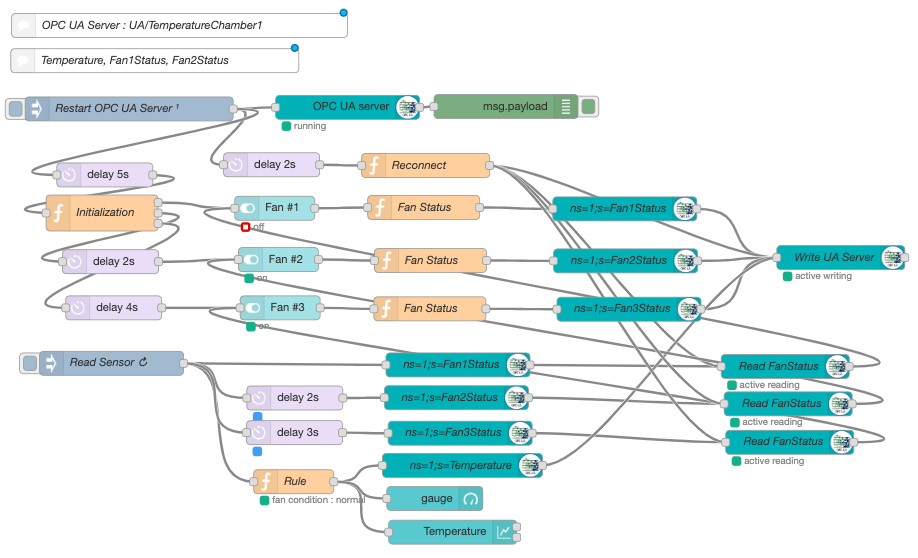 OPC UA Server : UA/TemperatureChamber1
Temperature, Fan1Status, Fan2Status
Restart OPC UA Server ¹
OPC UA server
msg.payload
running
delay 5s
delay 2s
Reconnect
Initialization
Fan #1
Fan Status
ns=1;s=Fan1Status
off
delay 2s
Fan #2
Fan Status
ns=1;s=Fan2Status
Write UA Server
on
active writing
delay 4s
Fan #3
Fan Status
ns=1;s=Fan3Status
on
Read Sensor ↻
ns=1;s=Fan1Status
Read FanStatus
active reading
delay 2s
ns=1;s=Fan2Status
Read FanStatus
active reading
delay 3s
ns=1;s=Fan3Status
Read FanStatus
active reading
Rule
ns=1;s=Temperature
fan condition : normal
gauge
Temperature